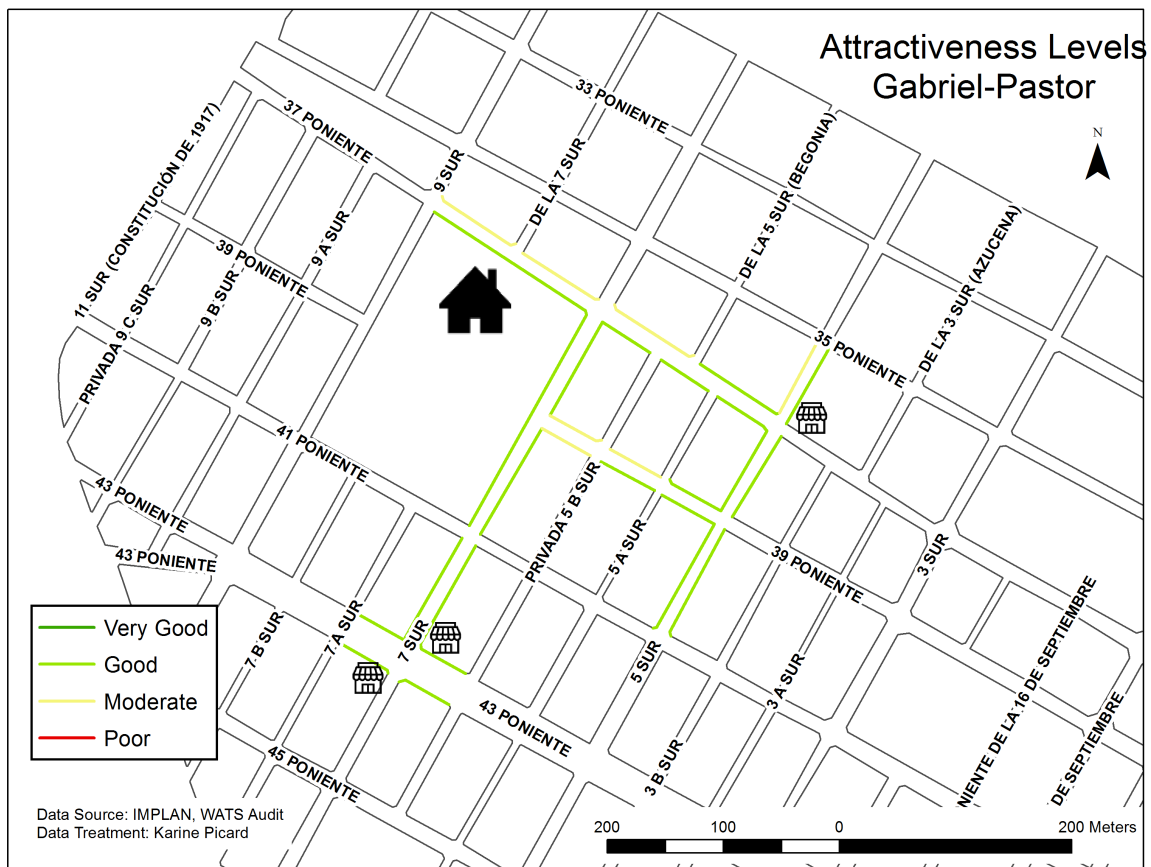 Attractiveness Levels
Gabriel-Pastor
N
33 PONIENTE
37 PONIENTE
9 SUR
DE LA 7 SUR
DE LA 5 SUR (BEGONIA)
DE LA 3 SUR (AZUCENA)
11 SUR (CONSTITUCIÓN DE 1917)
39 PONIENTE
9 A SUR
9 B SUR
PRIVADA 9 C SUR
35 PONIENTE
41 PONIENTE
43 PONIENTE
43 PONIENTE
PRIVADA 5 B SUR
5 A SUR
39 PONIENTE
3 SUR
7 B SUR
7 A SUR
7 SUR
5 SUR
3 A SUR
NIENTE DE LA 16 DE SEPTIEMBRE
DE SEPTIEMBRE
43 PONIENTE
3 B SUR
45 PONIENTE
Very Good
Good
Moderate
Poor
Data Source: IMPLAN, WATS Audit
Data Treatment: Karine Picard
200 100 0 200 Meters